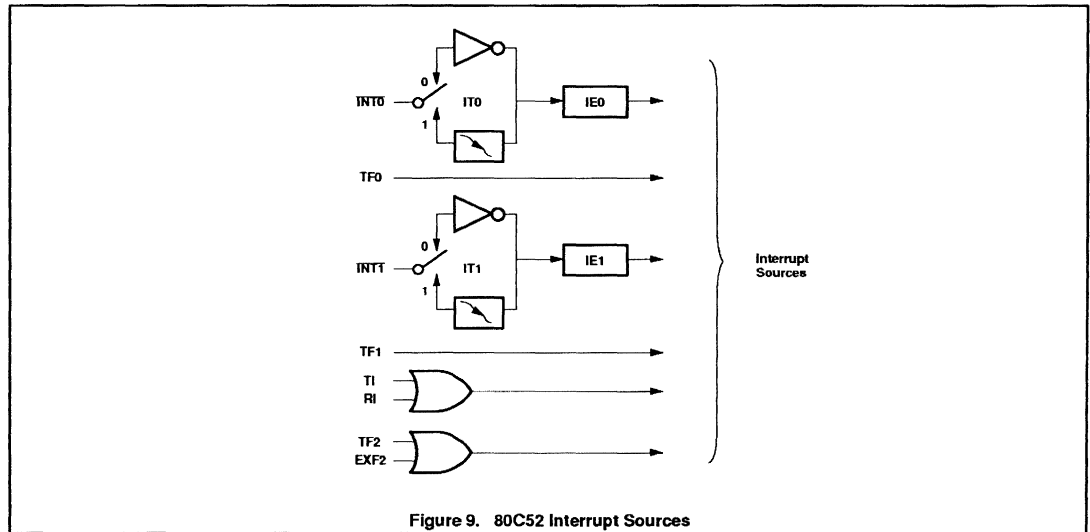 0
INT0
IT0
IE0
1
TF0
0
INT1
IT1
IE1
1
Interrupt
Sources
TF1
TI
RI
TF2
EXF2
Figure 9. 80C52 Interrupt Sources